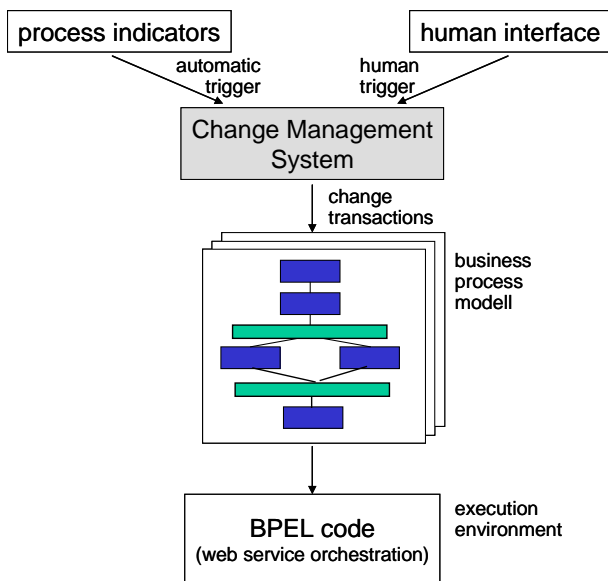 process indicators
human interface
automatic
trigger
human
trigger
Change Management
System
change
transactions
business
process
modell
BPEL code
(web service orchestration)
execution
environment